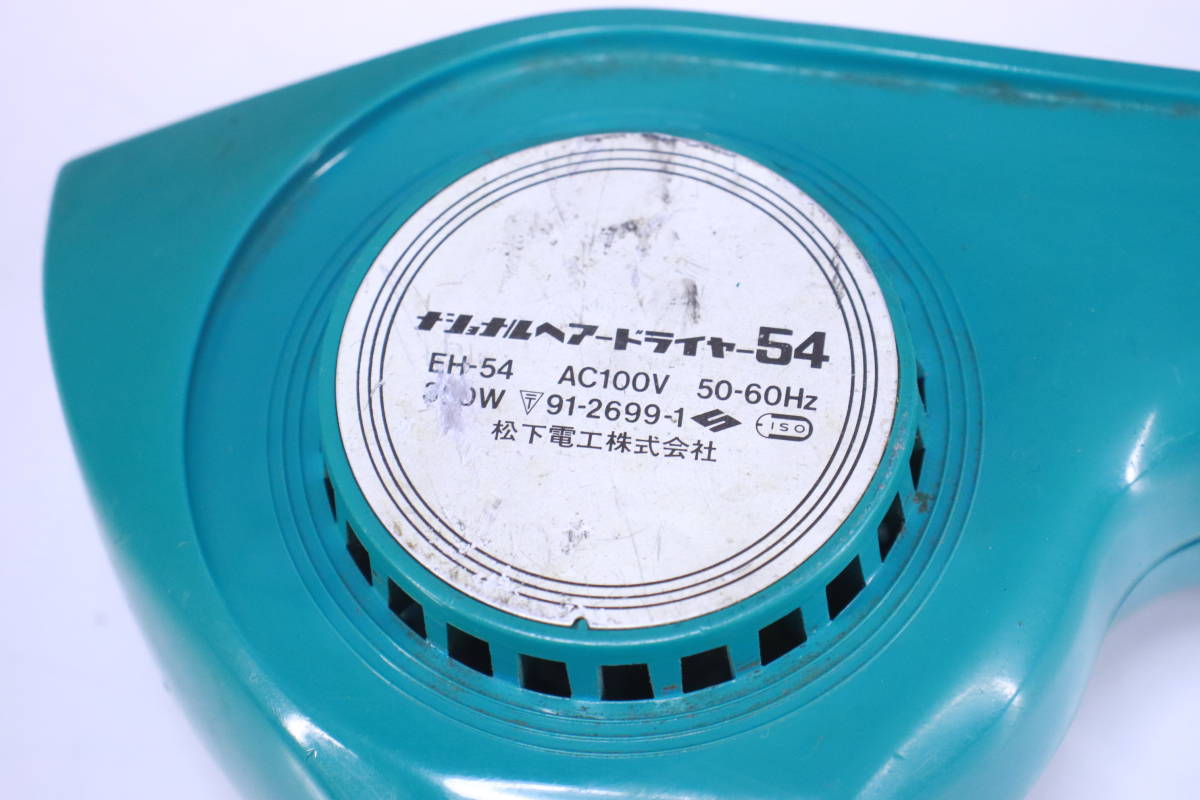 ナショナルヘアードライヤー54
EH-54 AC100V 50-60Hz
91-2699-1 ISO
松下電工株式会社